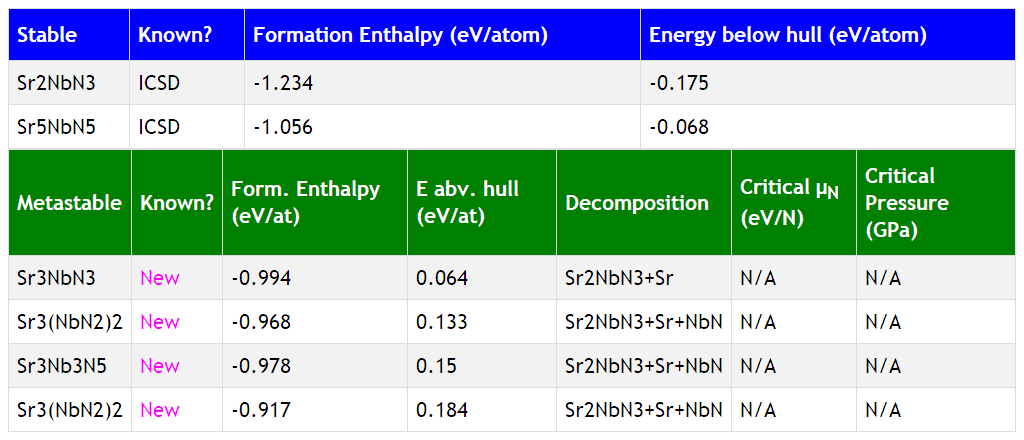 Stable Known? Formation Enthalpy (eV/atom) Energy below hull (eV/atom)
Sr2NbN3 ICSD -1.234 -0.175
Sr5NbN5 ICSD -1.056 -0.068
Metastable Known? Form. Enthalpy (eV/at) E abv. hull (eV/at) Decomposition Critical μN (eV/N) Critical Pressure (GPa)
Sr3NbN3 New -0.994 0.064 Sr2NbN3+Sr N/A N/A
Sr3(NbN2)2 New -0.968 0.133 Sr2NbN3+Sr+NbN N/A N/A
Sr3Nb3N5 New -0.978 0.15 Sr2NbN3+Sr+NbN N/A N/A
Sr3(NbN2)2 New -0.917 0.184 Sr2NbN3+Sr+NbN N/A N/A